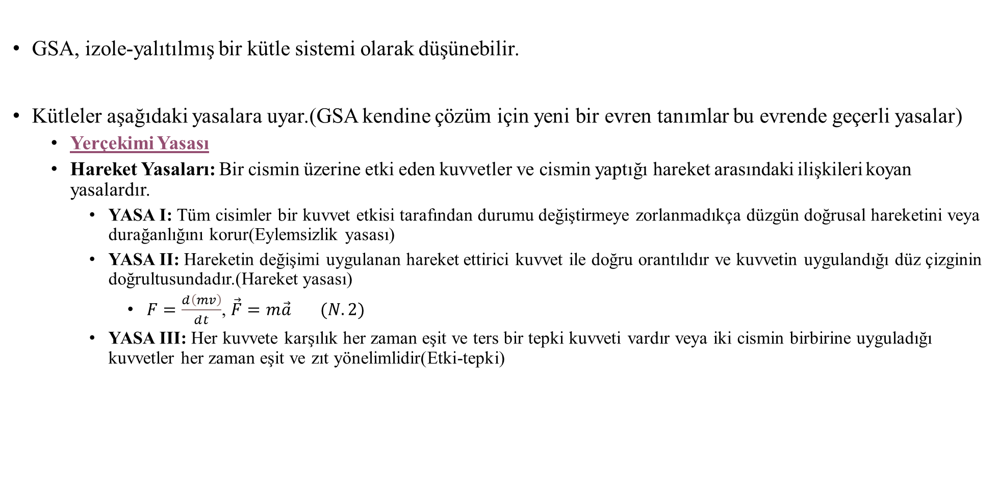 • GSA, izole-yalıtılmış bir kütle sistemi olarak düşünebilir.
• Kütleler aşağıdaki yasalara uyar.(GSA kendine çözüm için yeni bir evren tanımlar bu evrende geçerli yasalar)
• Yerçekimi Yasası
• Hareket Yasaları: Bir cismin üzerine etki eden kuvvetler ve cismin yaptığı hareket arasındaki ilişkileri koyan
yasalardır.
• YASA I: Tüm cisimler bir kuvvet etkisi tarafından durumu değiştirmeye zorlanmadıkça düzgün doğrusal hareketini veya
durağanlığını korur(Eylemsizlik yasası)
• YASA II: Hareketin değişimi uygulanan hareket ettirici kuvvet ile doğru orantılıdır ve kuvvetin uygulandığı düz çizginin
doğrultusundadır.(Hareket yasası)
• F = d(mv)/dt, F⃗ = ma⃗ (N.2)
• YASA III: Her kuvvete karşılık her zaman eşit ve ters bir tepki kuvveti vardır veya iki cismin birbirine uyguladığı
kuvvetler her zaman eşit ve zıt yönelimlidir(Etki-tepki)